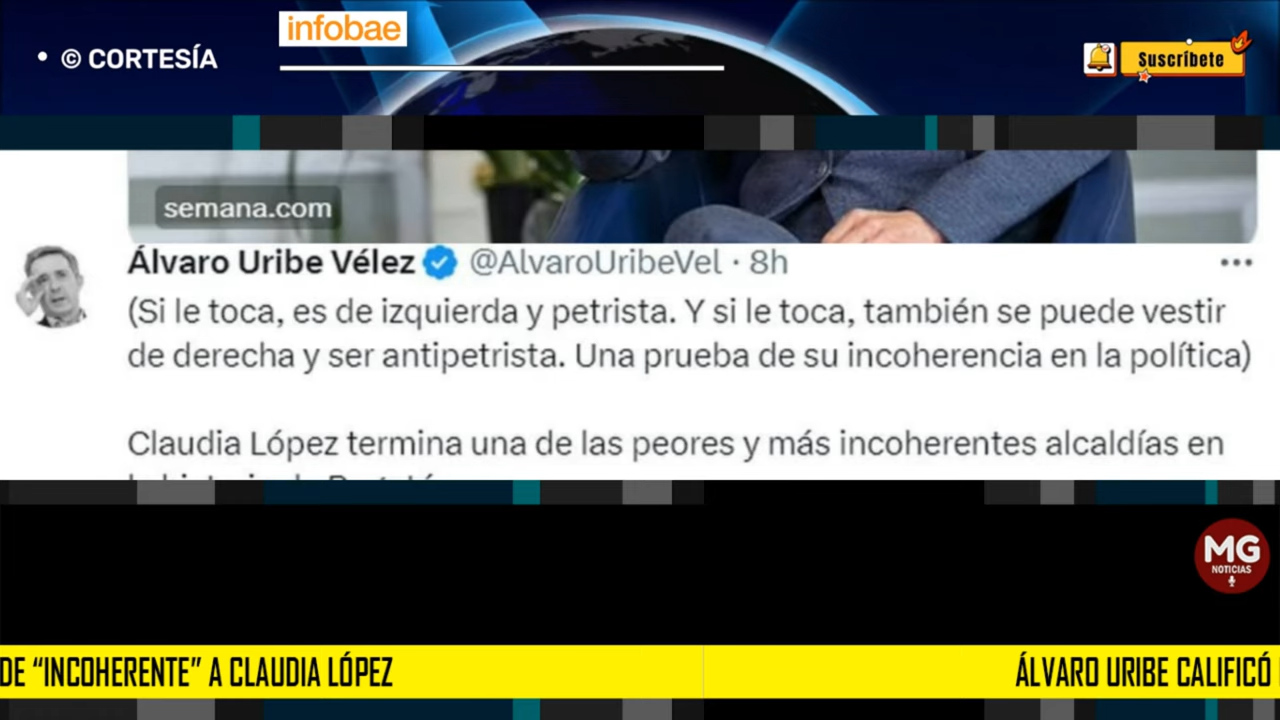 infobae
© CORTESÍA
Suscríbete
semana.com
Álvaro Uribe Vélez @AlvaroUribeVel · 8h
(Si le toca, es de izquierda y petrista. Y si le toca, también se puede vestir
de derecha y ser antipetrista. Una prueba de su incoherencia en la política)
Claudia López termina una de las peores y más incoherentes alcaldías en
MG
NOTICIAS
DE “INCOHERENTE” A CLAUDIA LÓPEZ
ÁLVARO URIBE CALIFICÓ